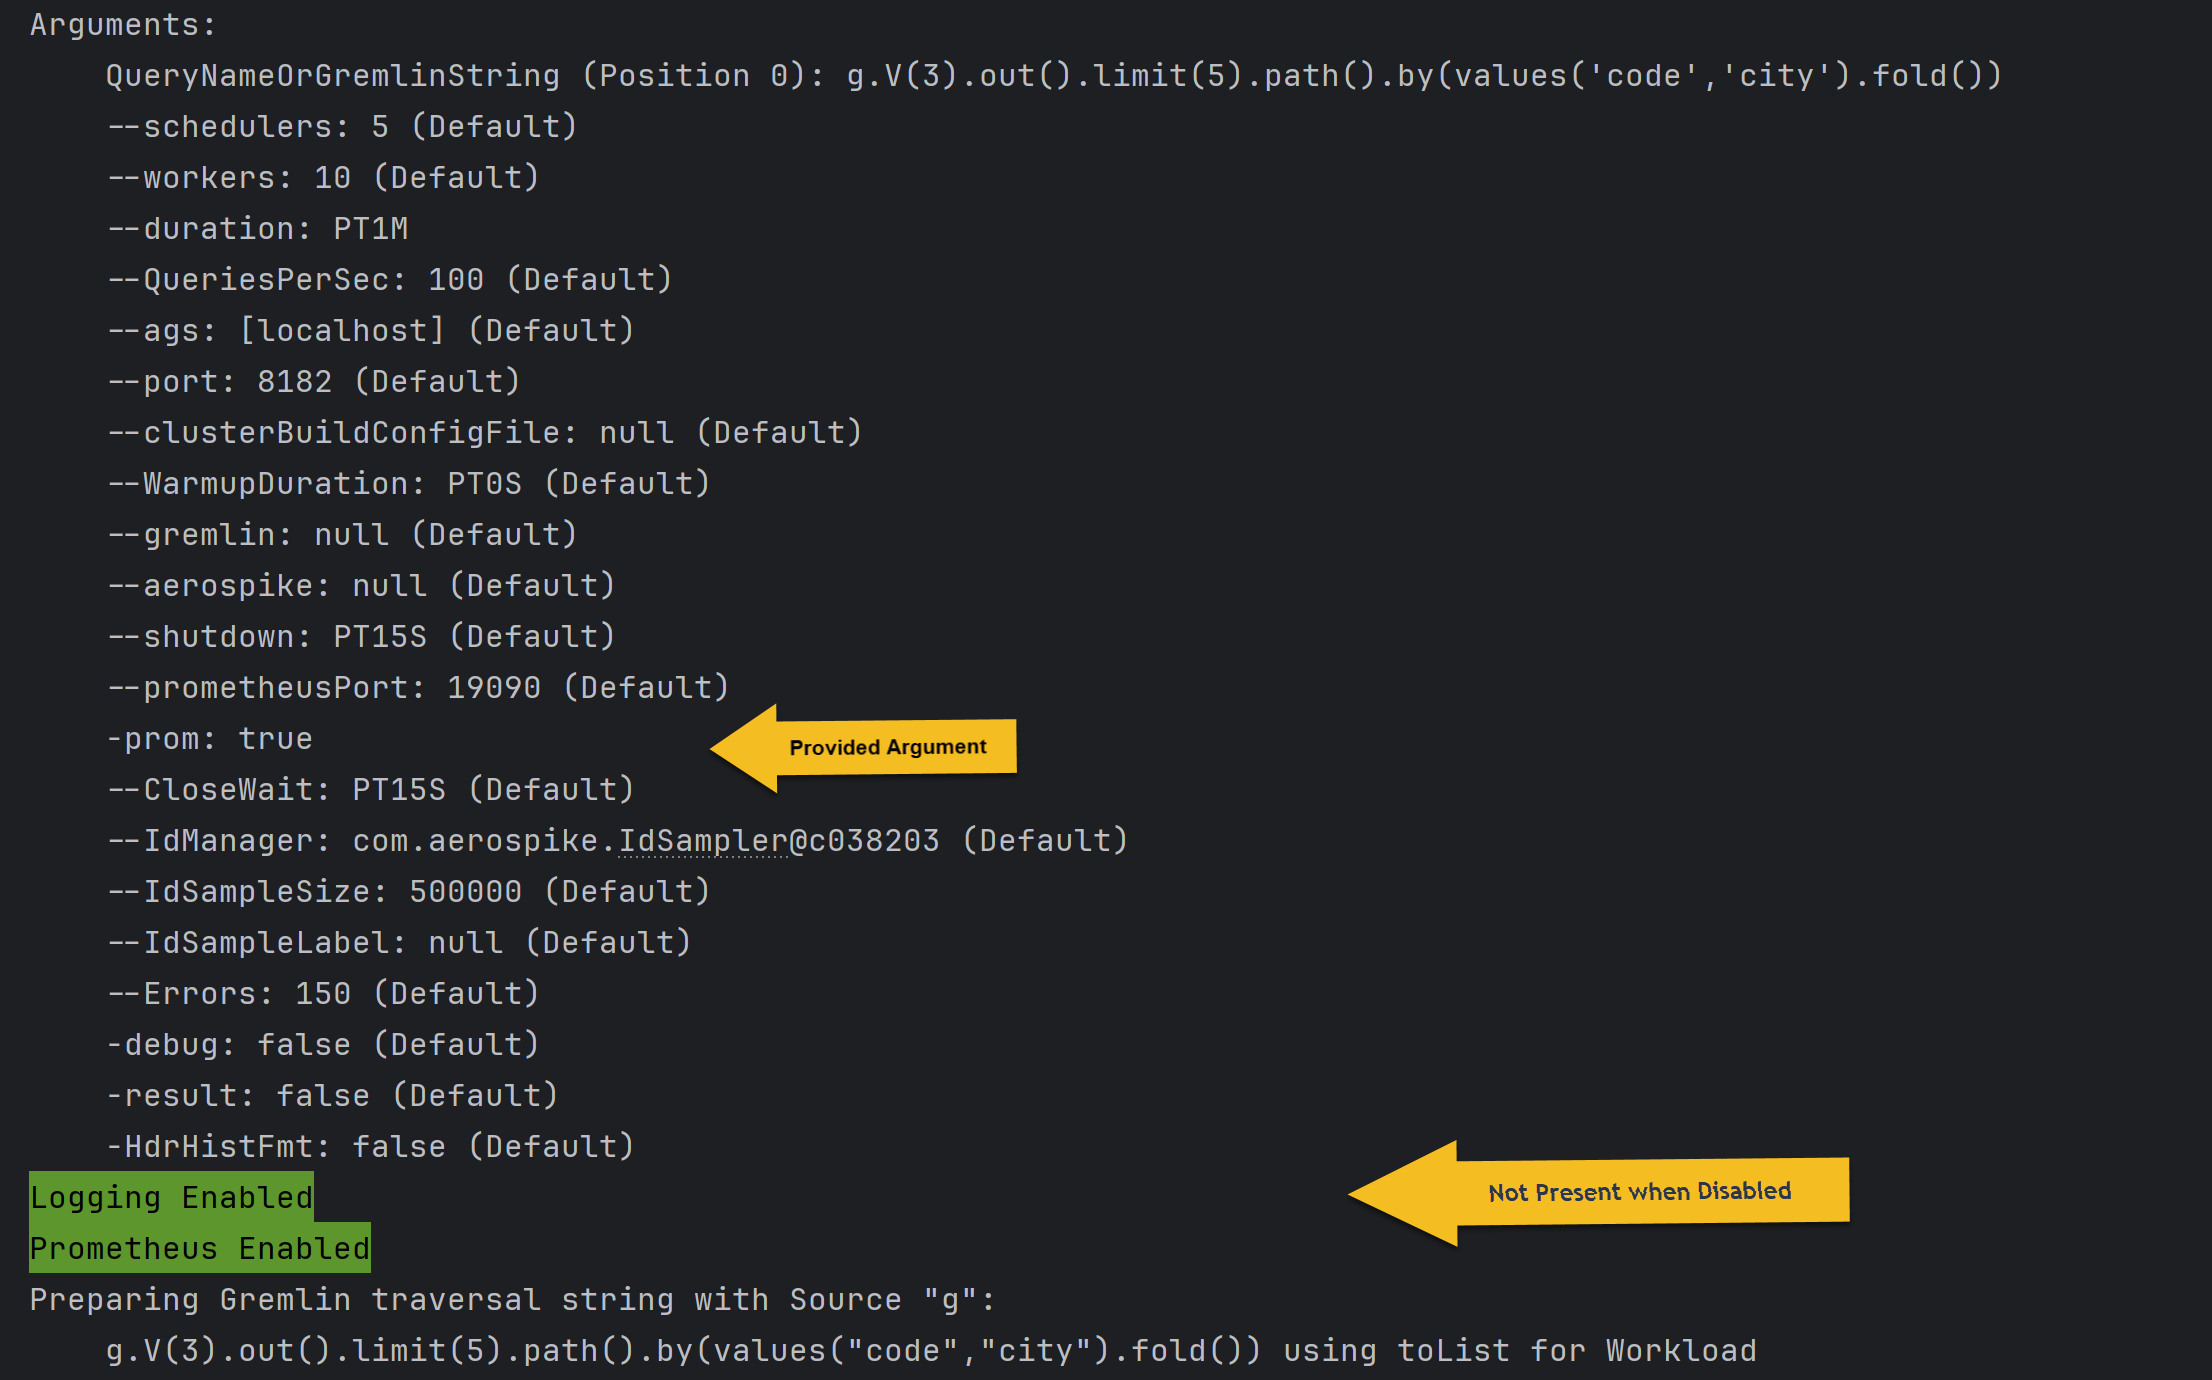 Arguments:
QueryNameOrGremlinString (Position 0): g.V(3).out().limit(5).path().by(values('code','city').fold())
--schedulers: 5 (Default)
--workers: 10 (Default)
--duration: PT1M
--QueriesPerSec: 100 (Default)
--ags: [localhost] (Default)
--port: 8182 (Default)
--clusterBuildConfigFile: null (Default)
--WarmupDuration: PT0S (Default)
--gremlin: null (Default)
--aerospike: null (Default)
--shutdown: PT15S (Default)
--prometheusPort: 19090 (Default)
-prom: true
Provided Argument
--CloseWait: PT15S (Default)
--IdManager: com.aerospike.IdSampler@c038203 (Default)
--IdSampleSize: 500000 (Default)
--IdSampleLabel: null (Default)
--Errors: 150 (Default)
-debug: false (Default)
-result: false (Default)
-HdrHistFmt: false (Default)
Logging Enabled
Not Present when Disabled
Prometheus Enabled
Preparing Gremlin traversal string with Source "g":
g.V(3).out().limit(5).path().by(values("code","city").fold()) using toList for Workload